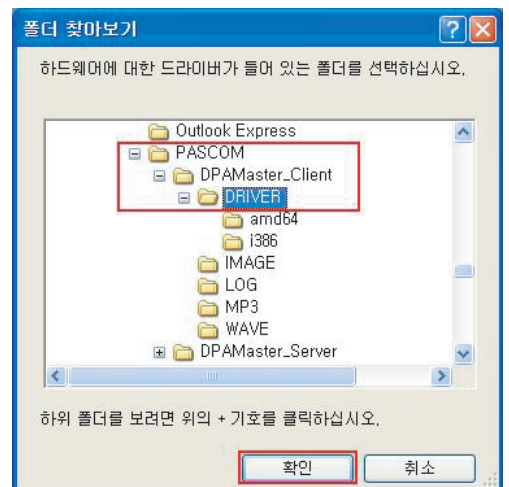 폴더 찾아보기
하드웨어에 대한 드라이버가 들어 있는 폴더를 선택하십시오.
Outlook Express
PASCOM
DPAMaster_Client
DRIVER
amd64
i386
IMAGE
LOG
MP3
WAVE
DPAMaster_Server
하위 폴더를 보려면 위의 + 기호를 클릭하십시오.
확인 취소